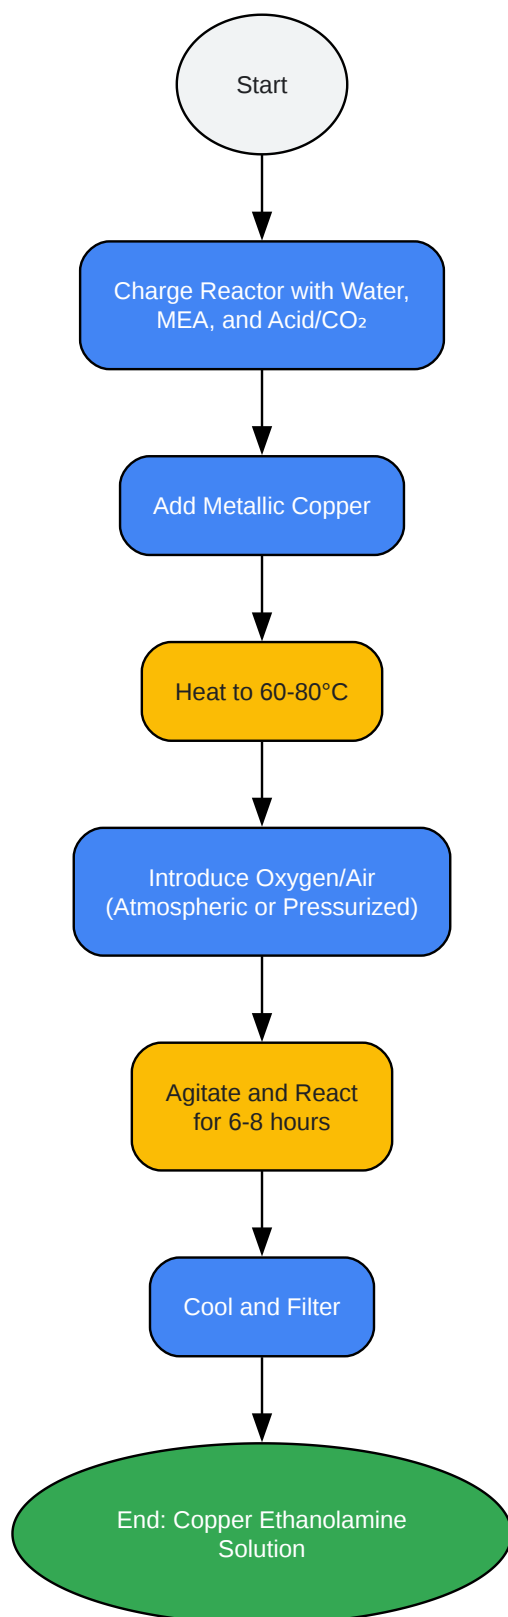 Start
Charge Reactor with Water,
MEA, and Acid/CO₂
Add Metallic Copper
Heat to 60-80°C
Introduce Oxygen/Air
(Atmospheric or Pressurized)
Agitate and React
for 6-8 hours
Cool and Filter
End: Copper Ethanolamine
Solution